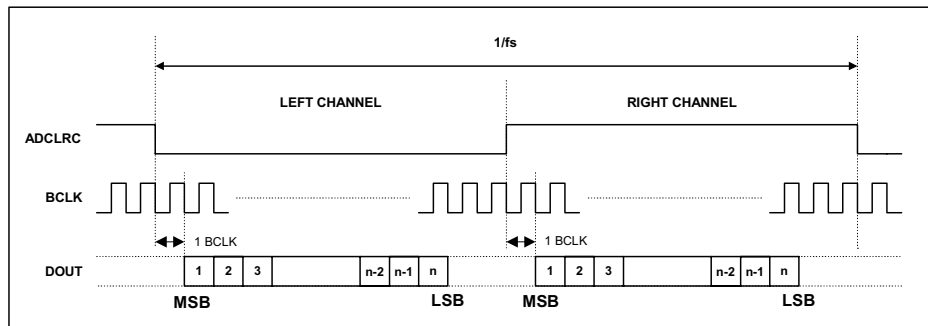 1/fs
LEFT CHANNEL RIGHT CHANNEL
ADCLRC
BCLK
1 BCLK 1 BCLK
DOUT 1 2 3 n-2 n-1 n 1 2 3 n-2 n-1 n
MSB LSB MSB LSB